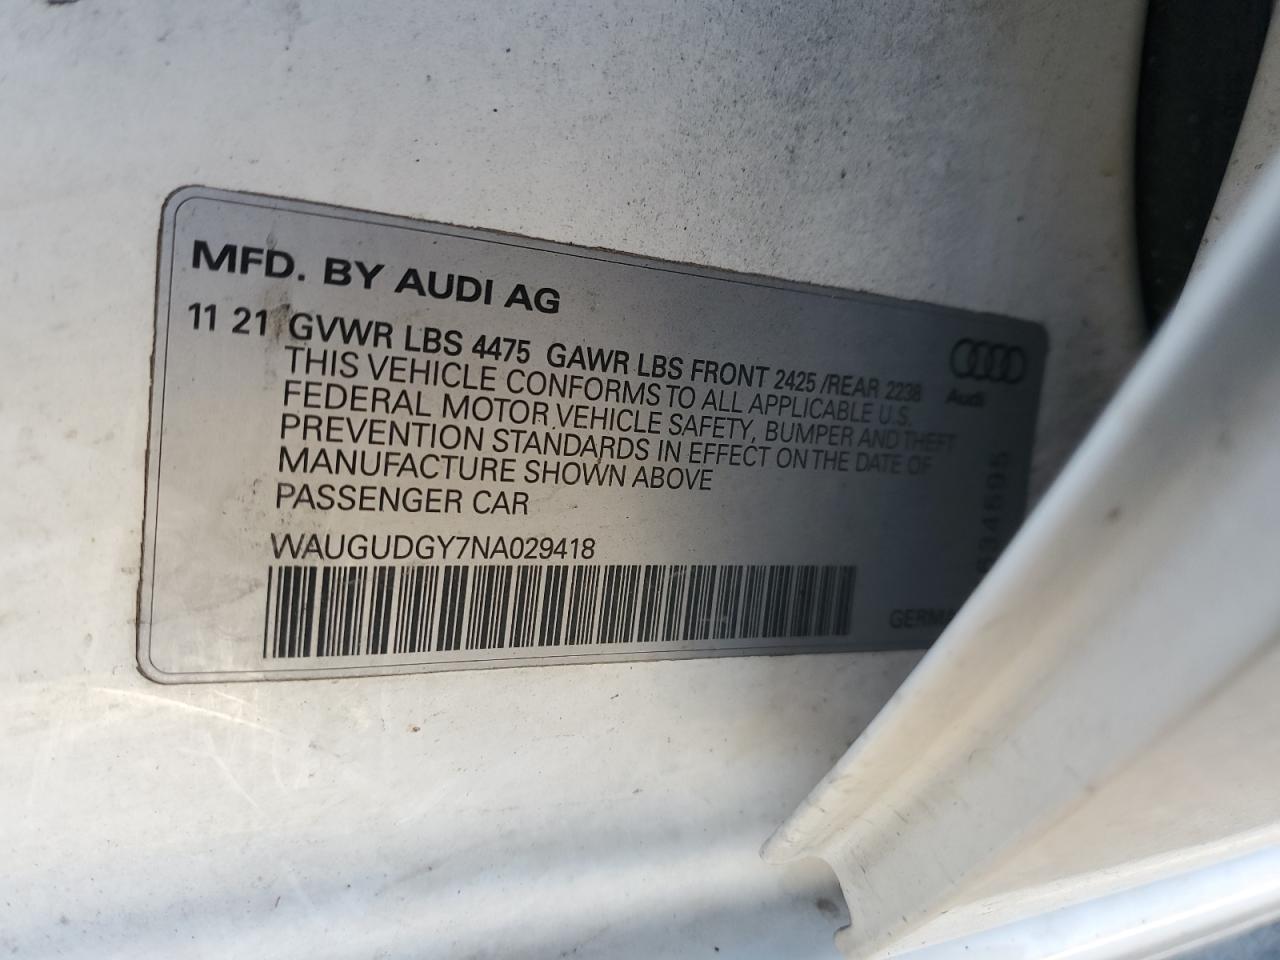 MFD. BY AUDI AG
11 21 GVWR LBS 4475 GAWR LBS FRONT 2425 /REAR 2238
THIS VEHICLE CONFORMS TO ALL APPLICABLE U.S.
FEDERAL MOTOR VEHICLE SAFETY, BUMPER AND THEFT
PREVENTION STANDARDS IN EFFECT ON THE DATE OF
MANUFACTURE SHOWN ABOVE
PASSENGER CAR
WAUGUDGY7NA029418
Audi